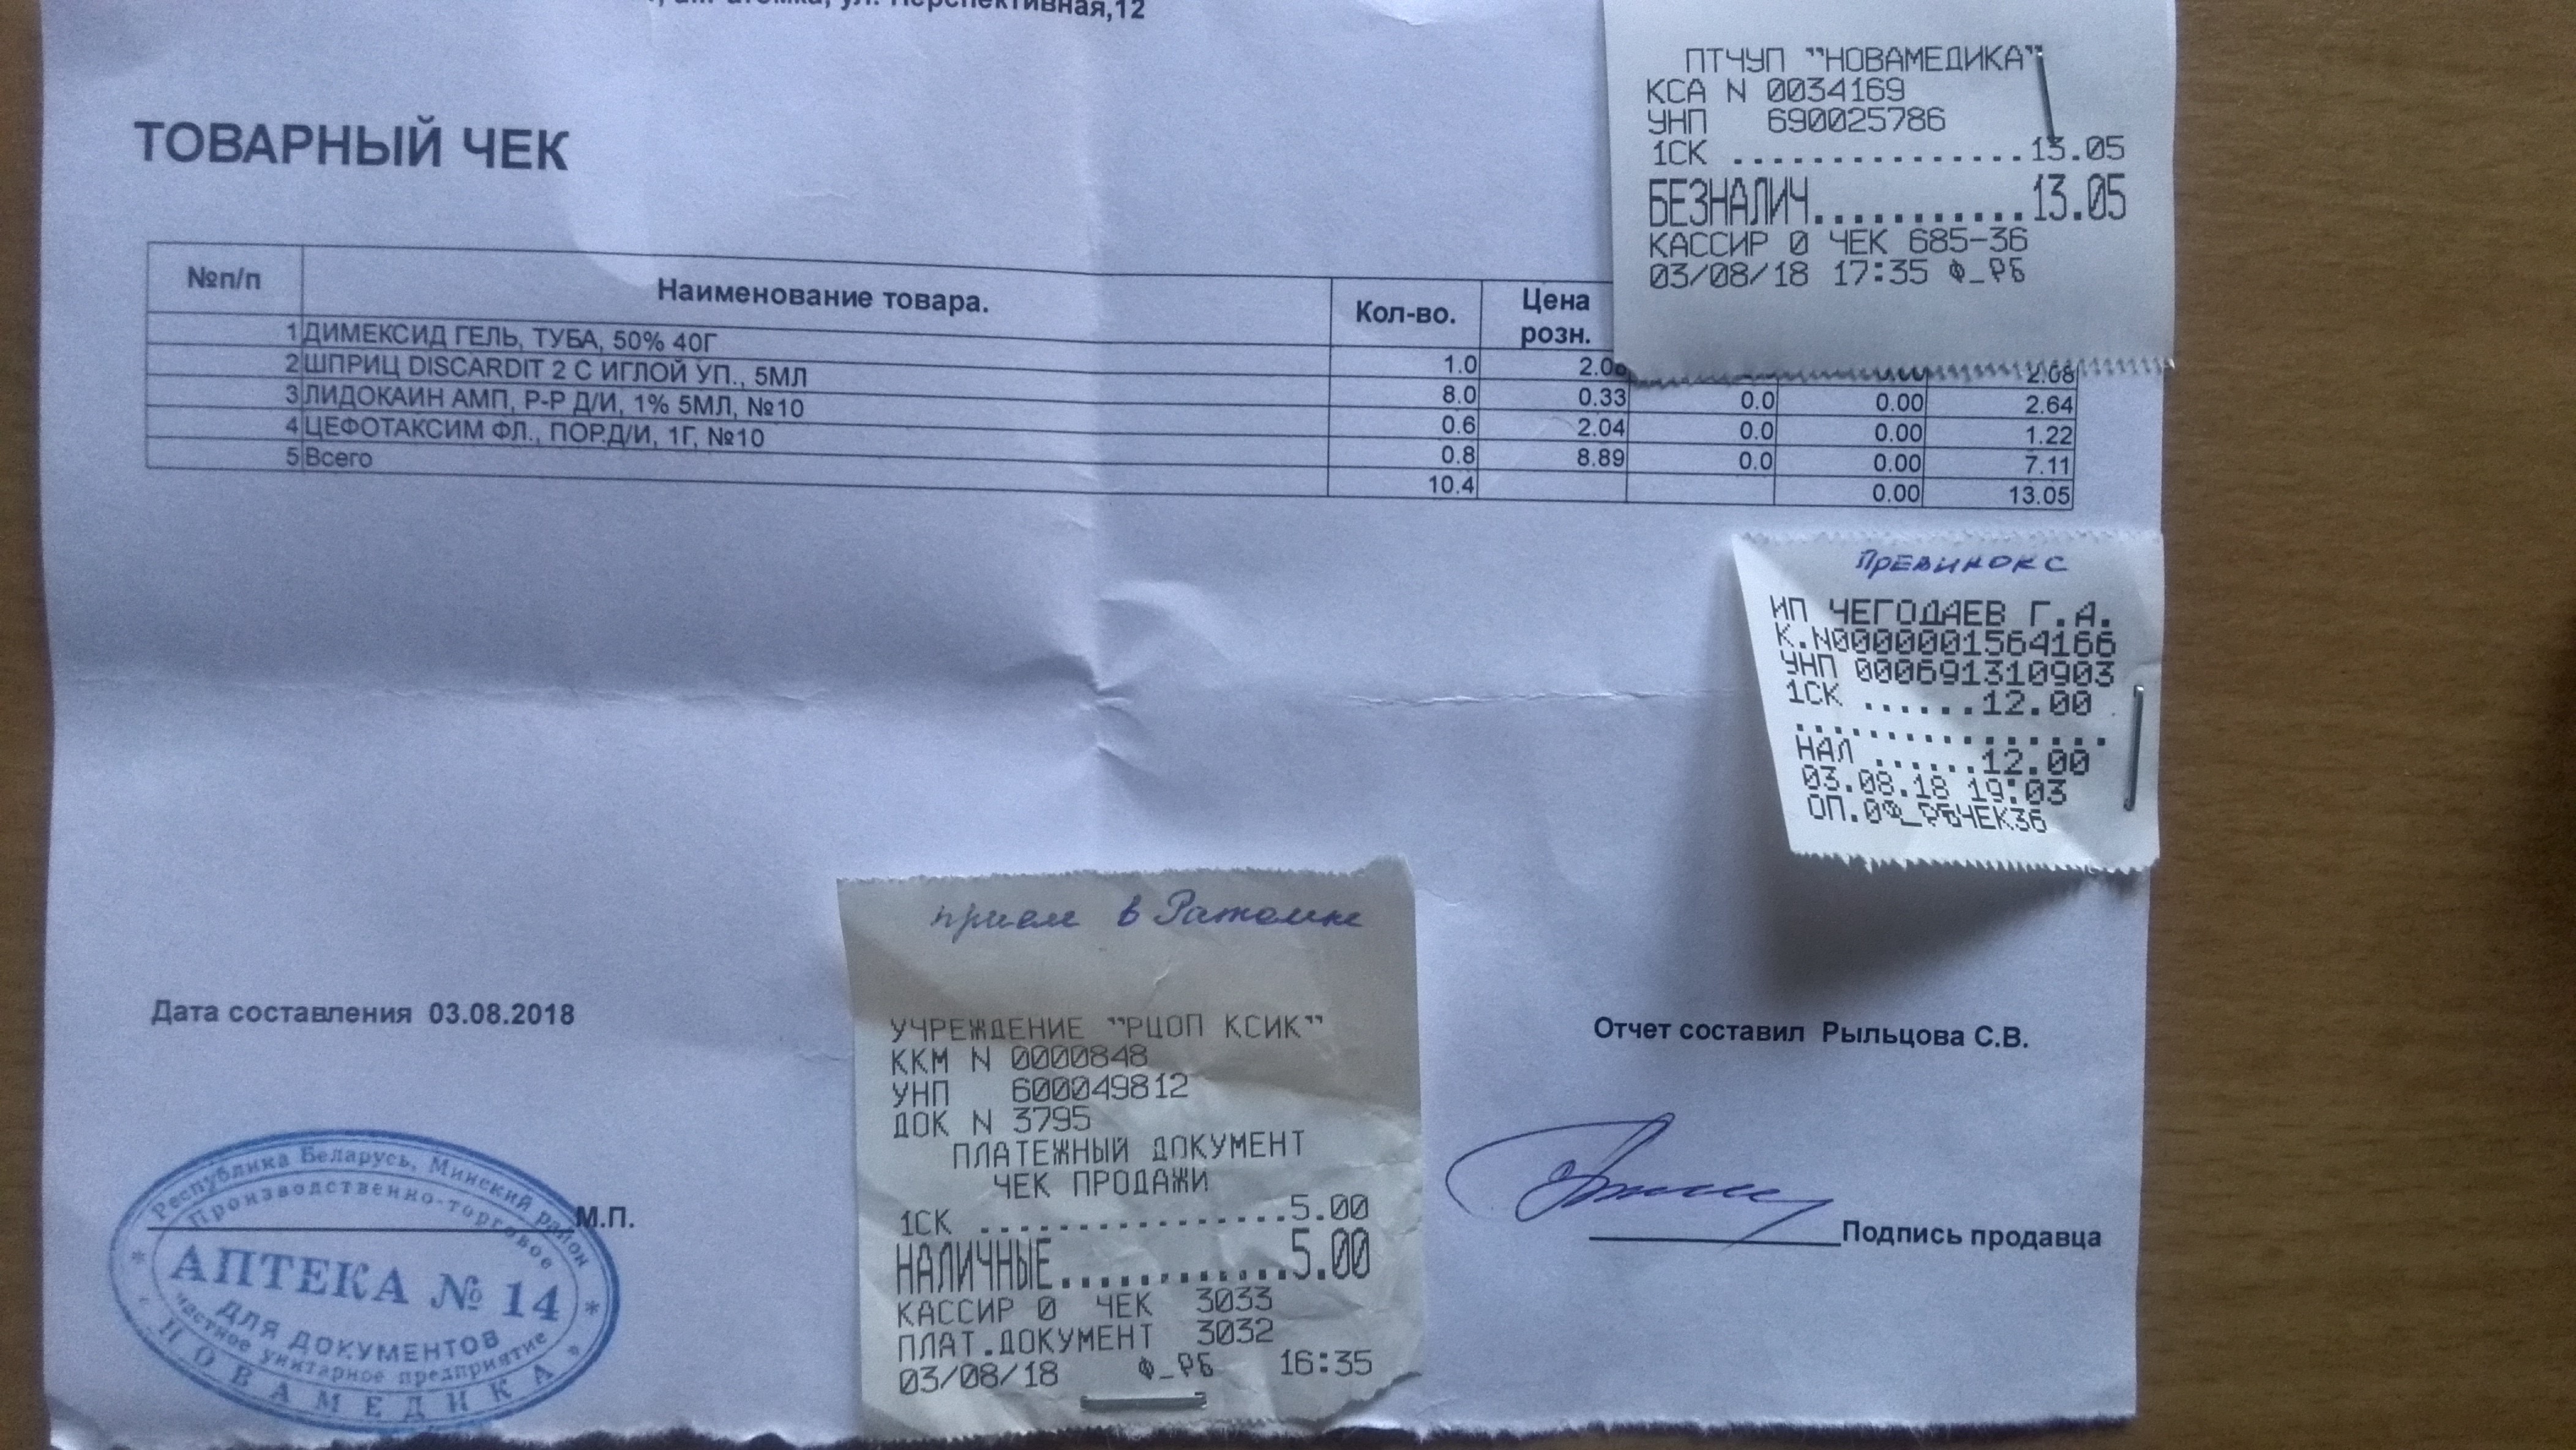 ул. Перспективная,12
ТОВАРНЫЙ ЧЕК
№п/п Наименование товара. Кол-во. Цена розн.
1 ДИМЕКСИД ГЕЛЬ, ТУБА, 50% 40Г 1.0 2.08
2 ШПРИЦ DISCARDIT 2 С ИГЛОЙ УП., 5МЛ 8.0 0.33 0.0 0.00 2.64
3 ЛИДОКАИН АМП, Р-Р Д/И, 1% 5МЛ, №10 0.6 2.04 0.0 0.00 1.22
4 ЦЕФОТАКСИМ ФЛ., ПОР.Д/И, 1Г, №10 0.8 8.89 0.0 0.00 7.11
5 Всего 10.4 0.00 13.05
ПТЧУП "НОВАМЕДИКА"
КСА N 0034169
УНП 690025786
1СК ...............13.05
БЕЗНАЛИЧ...........13.05
КАССИР 0 ЧЕК 685-36
03/08/18 17:35 Ф_РБ
Превинокс
ИП ЧЕГОДАЕВ Г.А.
К.N0000001564166
УНП 000691310903
1СК ......12.00
................
НАЛ ......12.00
03.08.18 19:03
ОП.0Ф_РБЧЕК36
прием в Ратомке
УЧРЕЖДЕНИЕ "РЦОП КСИК"
ККМ N 0000848
УНП 600049812
ДОК N 3795
ПЛАТЕЖНЫЙ ДОКУМЕНТ
ЧЕК ПРОДАЖИ
1СК ................5.00
НАЛИЧНЫЕ............5.00
КАССИР 0 ЧЕК 3033
ПЛАТ.ДОКУМЕНТ 3032
03/08/18 Ф_РБ 16:35
Дата составления 03.08.2018
Отчет составил Рыльцова С.В.
М.П.
Подпись продавца
Республика Беларусь, Минский район
Производственно-торговое
АПТЕКА № 14
ДЛЯ ДОКУМЕНТОВ
частное унитарное предприятие
НОВАМЕДИКА